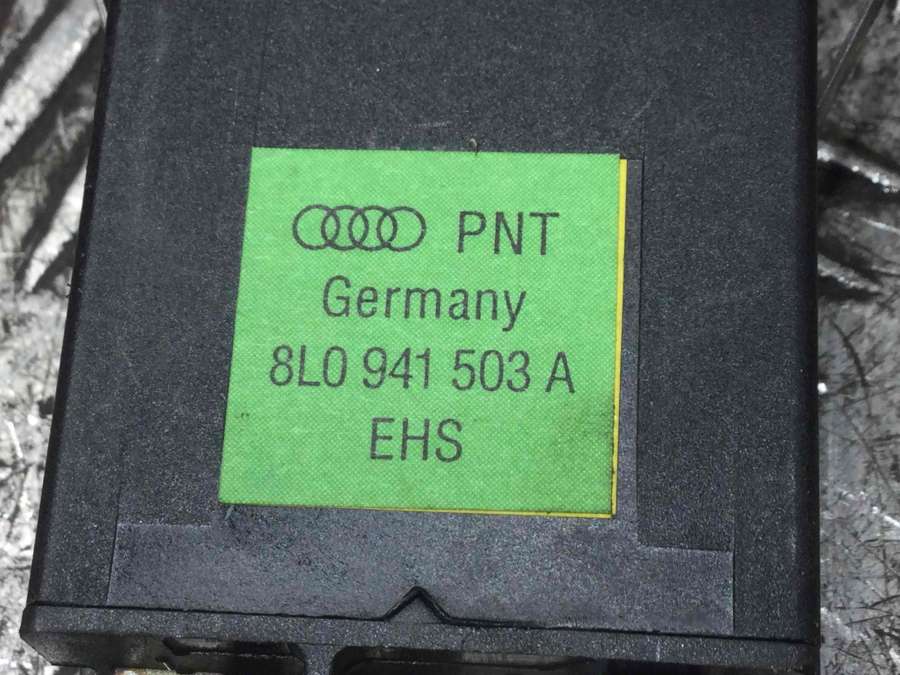 PNT
Germany
8L0 941 503 A
EHS